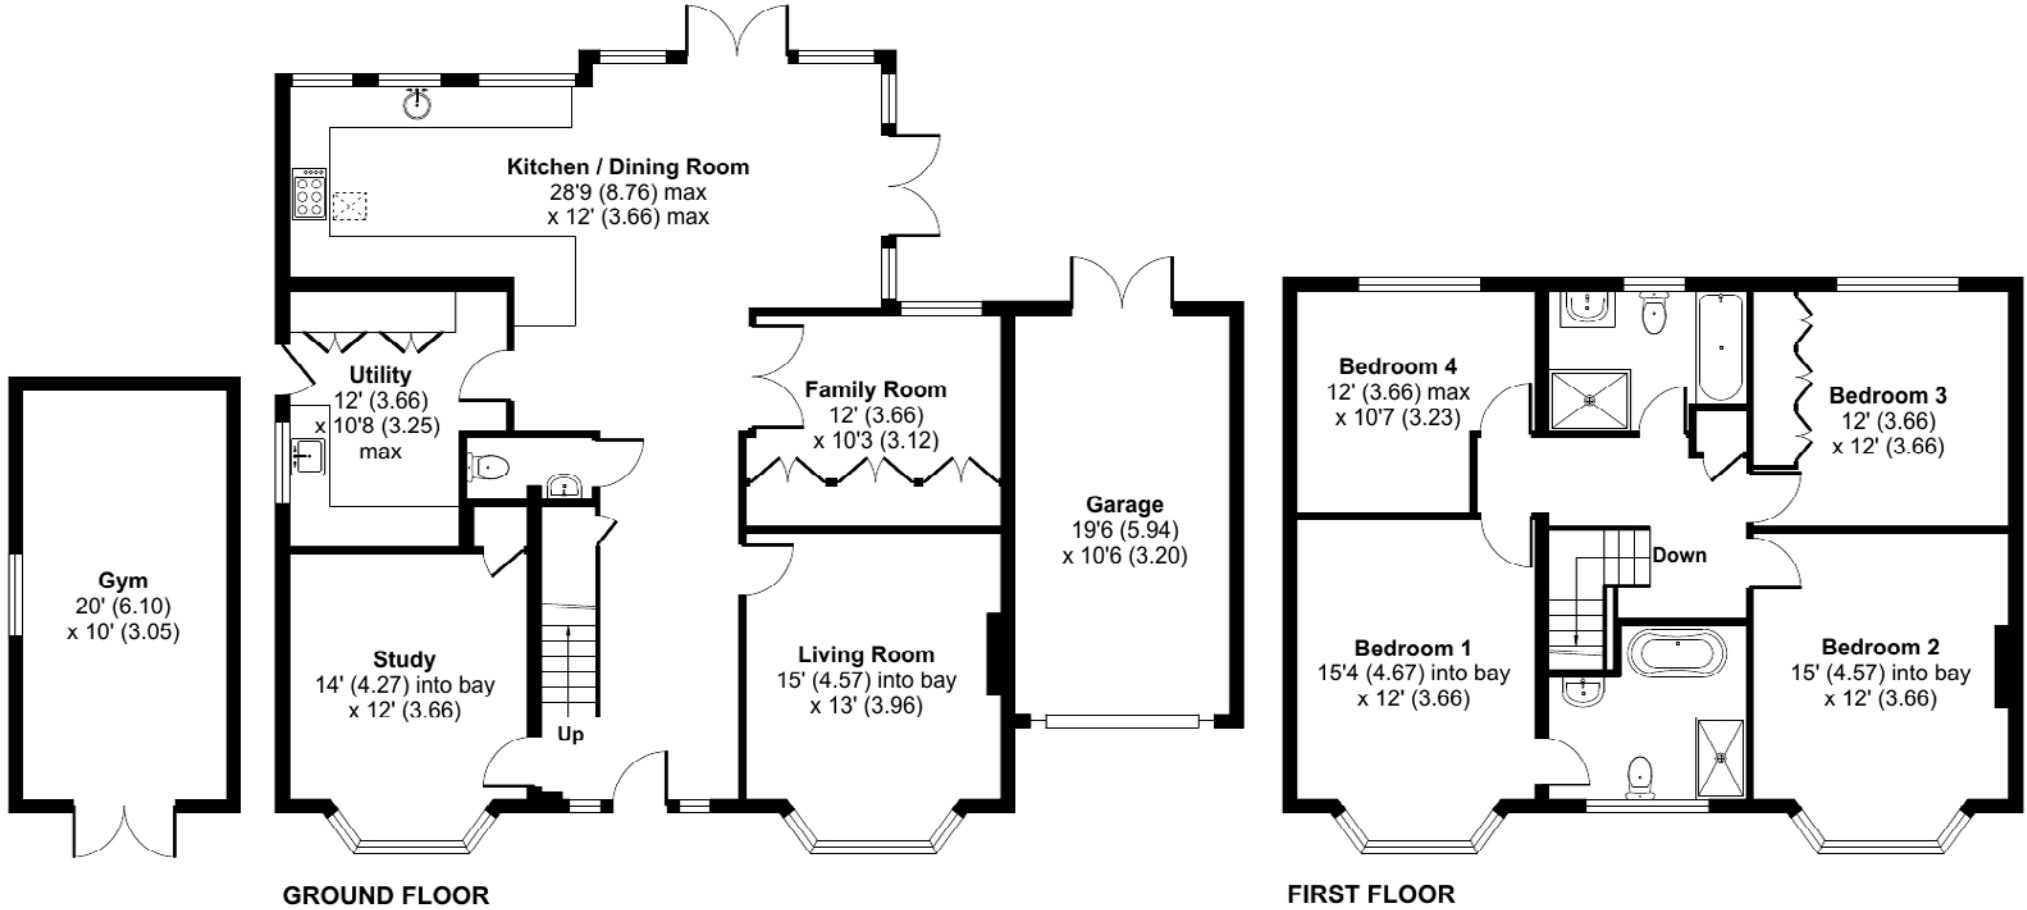 Kitchen / Dining Room
28'9 (8.76) max
x 12' (3.66) max
Utility
12' (3.66)
x 10'8 (3.25)
max
Family Room
12' (3.66)
x 10'3 (3.12)
Garage
19'6 (5.94)
x 10'6 (3.20)
Gym
20' (6.10)
x 10' (3.05)
Study
14' (4.27) into bay
x 12' (3.66)
Up
Living Room
15' (4.57) into bay
x 13' (3.96)
GROUND FLOOR
Bedroom 4
12' (3.66) max
x 10'7 (3.23)
Bedroom 3
12' (3.66)
x 12' (3.66)
Down
Bedroom 1
15'4 (4.67) into bay
x 12' (3.66)
Bedroom 2
15' (4.57) into bay
x 12' (3.66)
FIRST FLOOR